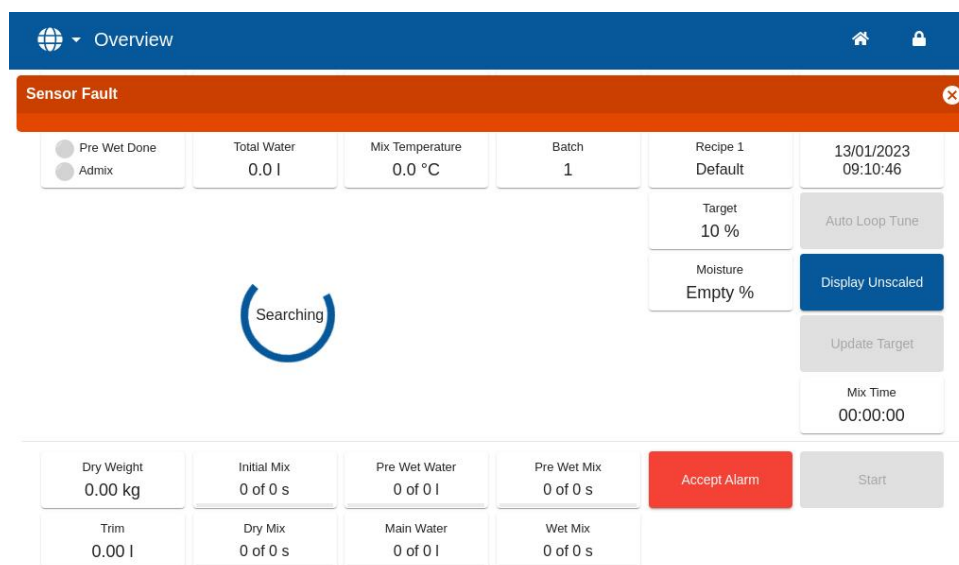 Overview
Sensor Fault
Pre Wet Done
Admix
Total Water
0.0 l
Mix Temperature
0.0 °C
Batch
1
Recipe 1
Default
13/01/2023
09:10:46
Target
10 %
Auto Loop Tune
Moisture
Empty %
Display Unscaled
Searching
Update Target
Mix Time
00:00:00
Dry Weight
0.00 kg
Initial Mix
0 of 0 s
Pre Wet Water
0 of 0 l
Pre Wet Mix
0 of 0 s
Accept Alarm
Start
Trim
0.00 l
Dry Mix
0 of 0 s
Main Water
0 of 0 l
Wet Mix
0 of 0 s